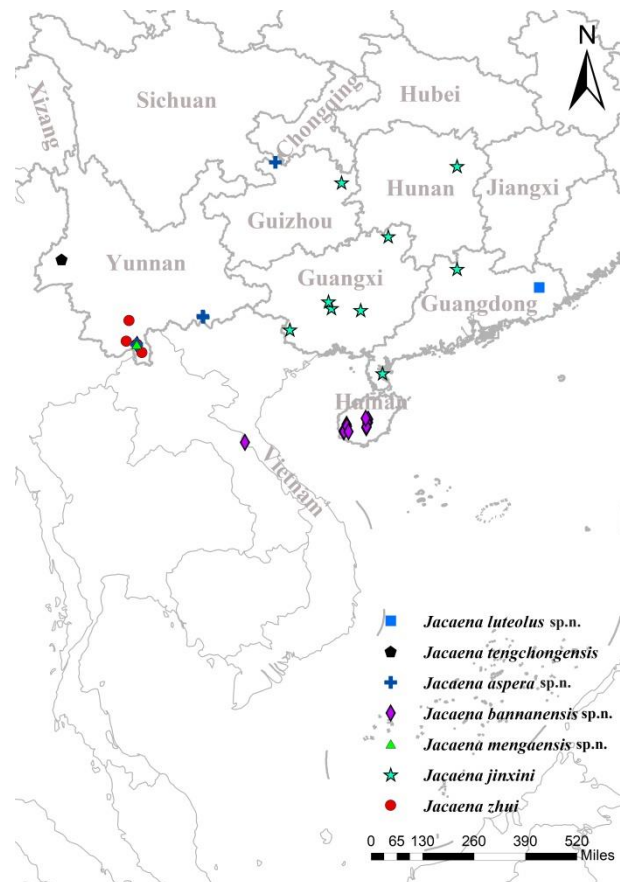 N
Xizang
Sichuan
Chongqing
Hubei
Hunan
Jiangxi
Guizhou
Yunnan
Guangxi
Guangdong
Hainan
Vietnam
Jacaena luteolus sp.n.
Jacaena tengchongensis
Jacaena aspera sp.n.
Jacaena bannanensis sp.n.
Jacaena mengaensis sp.n.
Jacaena jinxini
Jacaena zhui
0 65 130 260 390 520
Miles